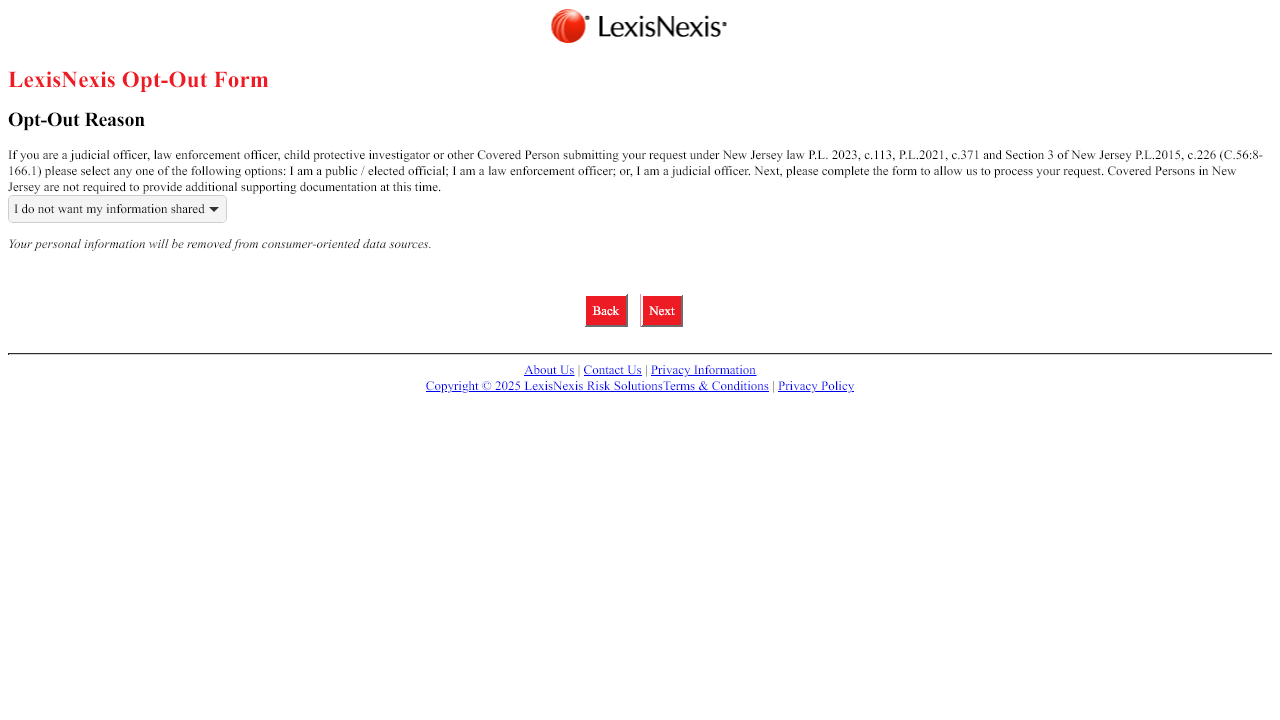 LexisNexis®
LexisNexis Opt-Out Form
Opt-Out Reason
If you are a judicial officer, law enforcement officer, child protective investigator or other Covered Person submitting your request under New Jersey law P.L. 2023, c.113, P.L.2021, c.371 and Section 3 of New Jersey P.L.2015, c.226 (C.56:8-
166.1) please select any one of the following options: I am a public / elected official; I am a law enforcement officer; or, I am a judicial officer. Next, please complete the form to allow us to process your request. Covered Persons in New
Jersey are not required to provide additional supporting documentation at this time.
I do not want my information shared
Your personal information will be removed from consumer-oriented data sources.
Back Next
About Us | Contact Us | Privacy Information
Copyright © 2025 LexisNexis Risk SolutionsTerms & Conditions | Privacy Policy